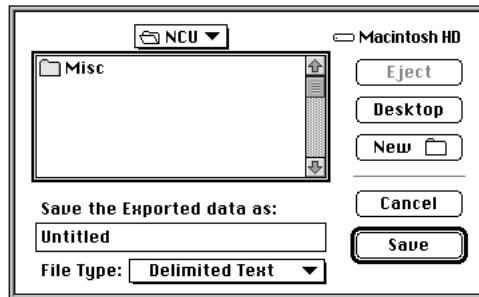 NCU
Macintosh HD
Misc
Eject
Desktop
New
Save the Exported data as:
Untitled
Cancel
Save
File Type: Delimited Text